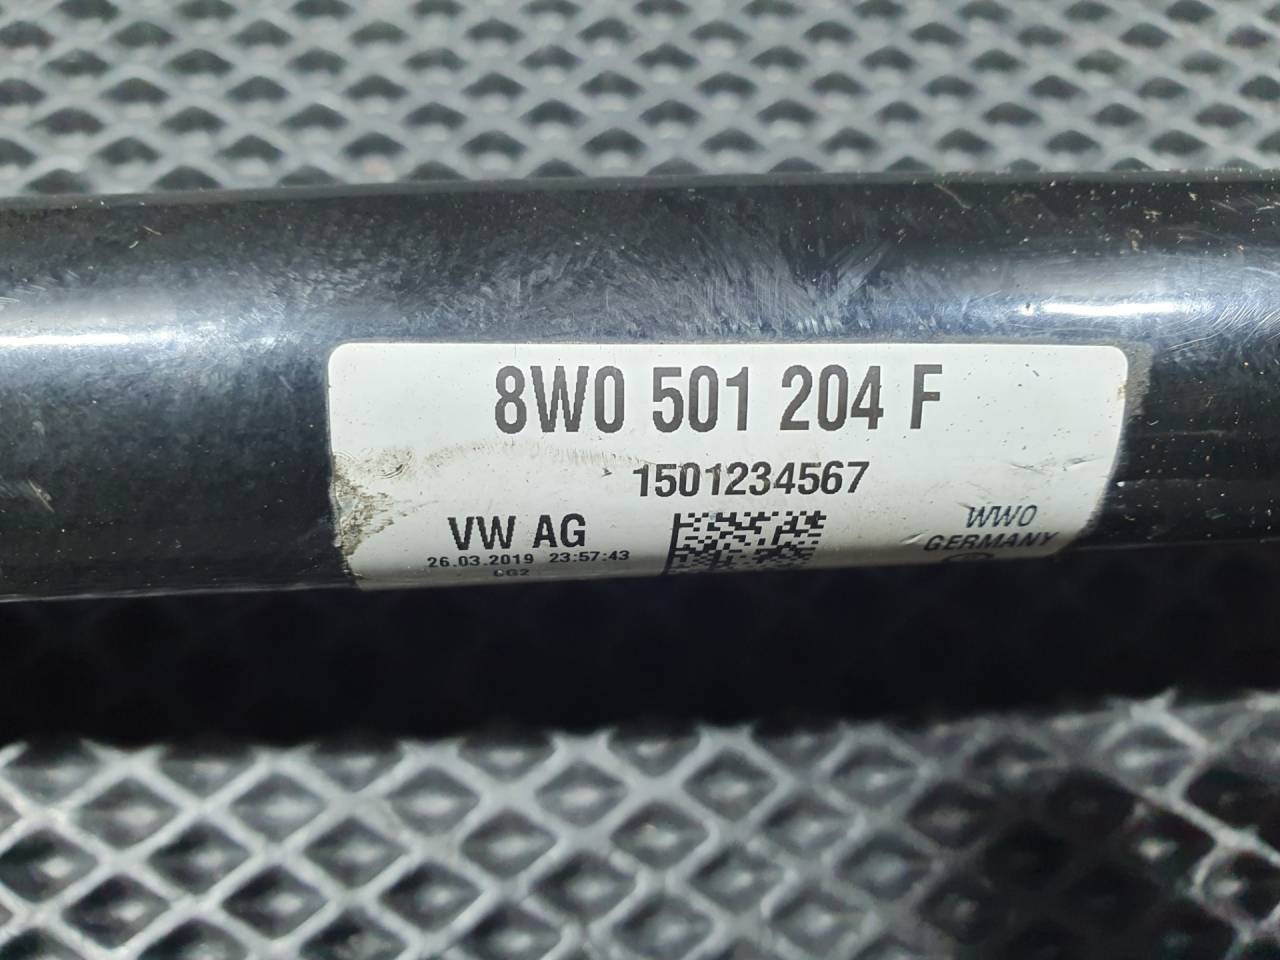 8W0 501 204 F
1501234567
VW AG
26.03.2019 23:57:43
WW0
GERMANY